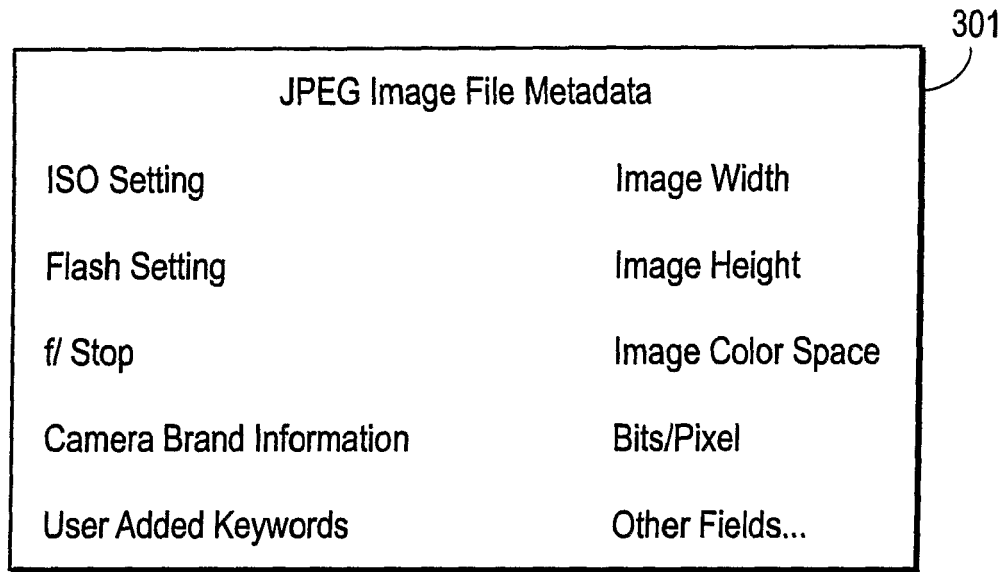 301
JPEG Image File Metadata
ISO Setting
Image Width
Flash Setting
Image Height
f/ Stop
Image Color Space
Camera Brand Information
Bits/Pixel
User Added Keywords
Other Fields...